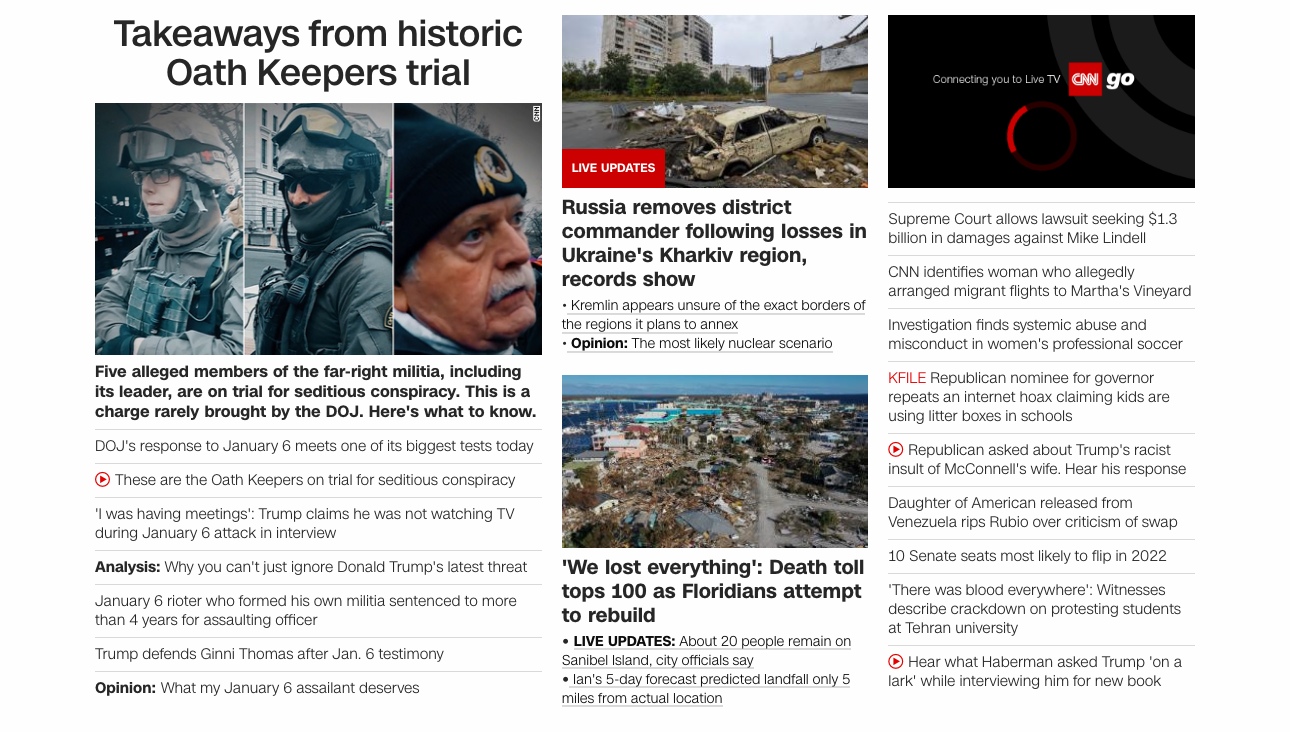 Takeaways from historic
Oath Keepers trial
CNN
Five alleged members of the far-right militia, including
its leader, are on trial for seditious conspiracy. This is a
charge rarely brought by the DOJ. Here's what to know.
DOJ's response to January 6 meets one of its biggest tests today
These are the Oath Keepers on trial for seditious conspiracy
'I was having meetings': Trump claims he was not watching TV
during January 6 attack in interview
Analysis: Why you can't just ignore Donald Trump's latest threat
January 6 rioter who formed his own militia sentenced to more
than 4 years for assaulting officer
Trump defends Ginni Thomas after Jan. 6 testimony
Opinion: What my January 6 assailant deserves
LIVE UPDATES
Russia removes district
commander following losses in
Ukraine's Kharkiv region,
records show
• Kremlin appears unsure of the exact borders of
the regions it plans to annex
• Opinion: The most likely nuclear scenario
'We lost everything': Death toll
tops 100 as Floridians attempt
to rebuild
• LIVE UPDATES: About 20 people remain on
Sanibel Island, city officials say
• Ian's 5-day forecast predicted landfall only 5
miles from actual location
Connecting you to Live TV CNN go
Supreme Court allows lawsuit seeking $1.3
billion in damages against Mike Lindell
CNN identifies woman who allegedly
arranged migrant flights to Martha's Vineyard
Investigation finds systemic abuse and
misconduct in women's professional soccer
KFILE Republican nominee for governor
repeats an internet hoax claiming kids are
using litter boxes in schools
Republican asked about Trump's racist
insult of McConnell's wife. Hear his response
Daughter of American released from
Venezuela rips Rubio over criticism of swap
10 Senate seats most likely to flip in 2022
'There was blood everywhere': Witnesses
describe crackdown on protesting students
at Tehran university
Hear what Haberman asked Trump 'on a
lark' while interviewing him for new book